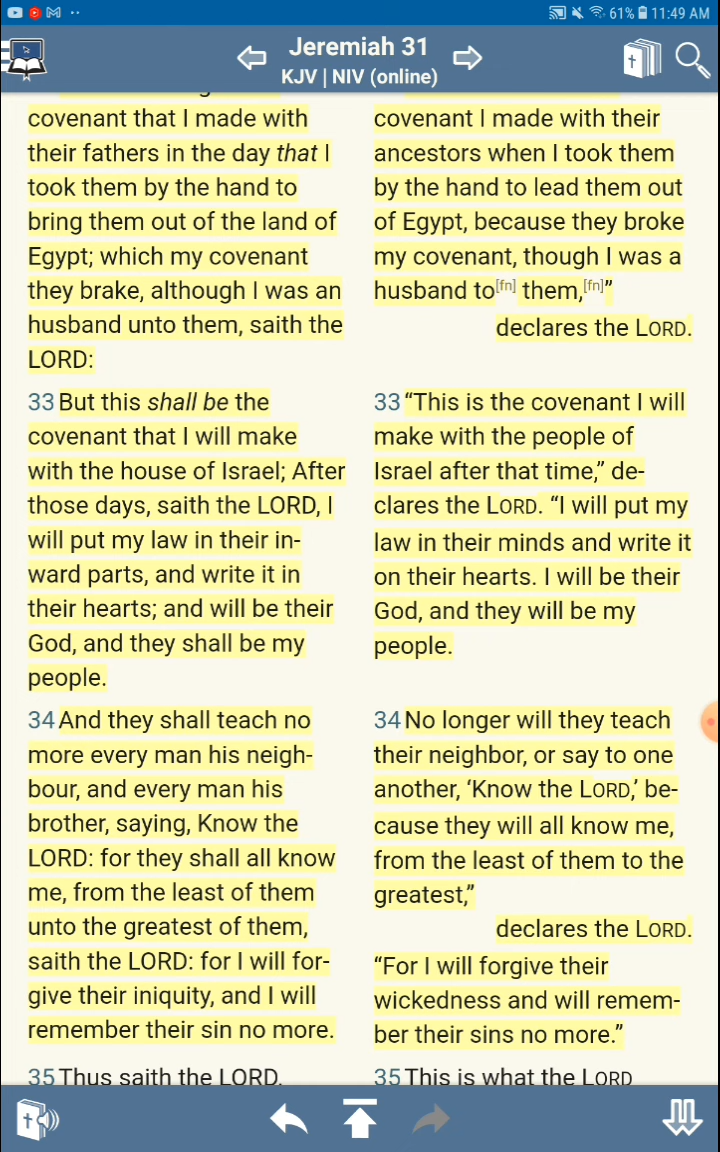 61% 11:49 AM
Jeremiah 31
KJV | NIV (online)
covenant that I made with
their fathers in the day that I
took them by the hand to
bring them out of the land of
Egypt; which my covenant
they brake, although I was an
husband unto them, saith the
LORD:
33 But this shall be the
covenant that I will make
with the house of Israel; After
those days, saith the LORD, I
will put my law in their in-
ward parts, and write it in
their hearts; and will be their
God, and they shall be my
people.
34 And they shall teach no
more every man his neigh-
bour, and every man his
brother, saying, Know the
LORD: for they shall all know
me, from the least of them
unto the greatest of them,
saith the LORD: for I will for-
give their iniquity, and I will
remember their sin no more.
35 Thus saith the LORD,
covenant I made with their
ancestors when I took them
by the hand to lead them out
of Egypt, because they broke
my covenant, though I was a
husband to[fn] them,[fn]”
declares the LORD.
33 “This is the covenant I will
make with the people of
Israel after that time,” de-
clares the LORD. “I will put my
law in their minds and write it
on their hearts. I will be their
God, and they will be my
people.
34 No longer will they teach
their neighbor, or say to one
another, ‘Know the LORD,’ be-
cause they will all know me,
from the least of them to the
greatest,”
declares the LORD.
“For I will forgive their
wickedness and will remem-
ber their sins no more.”
35 This is what the LORD